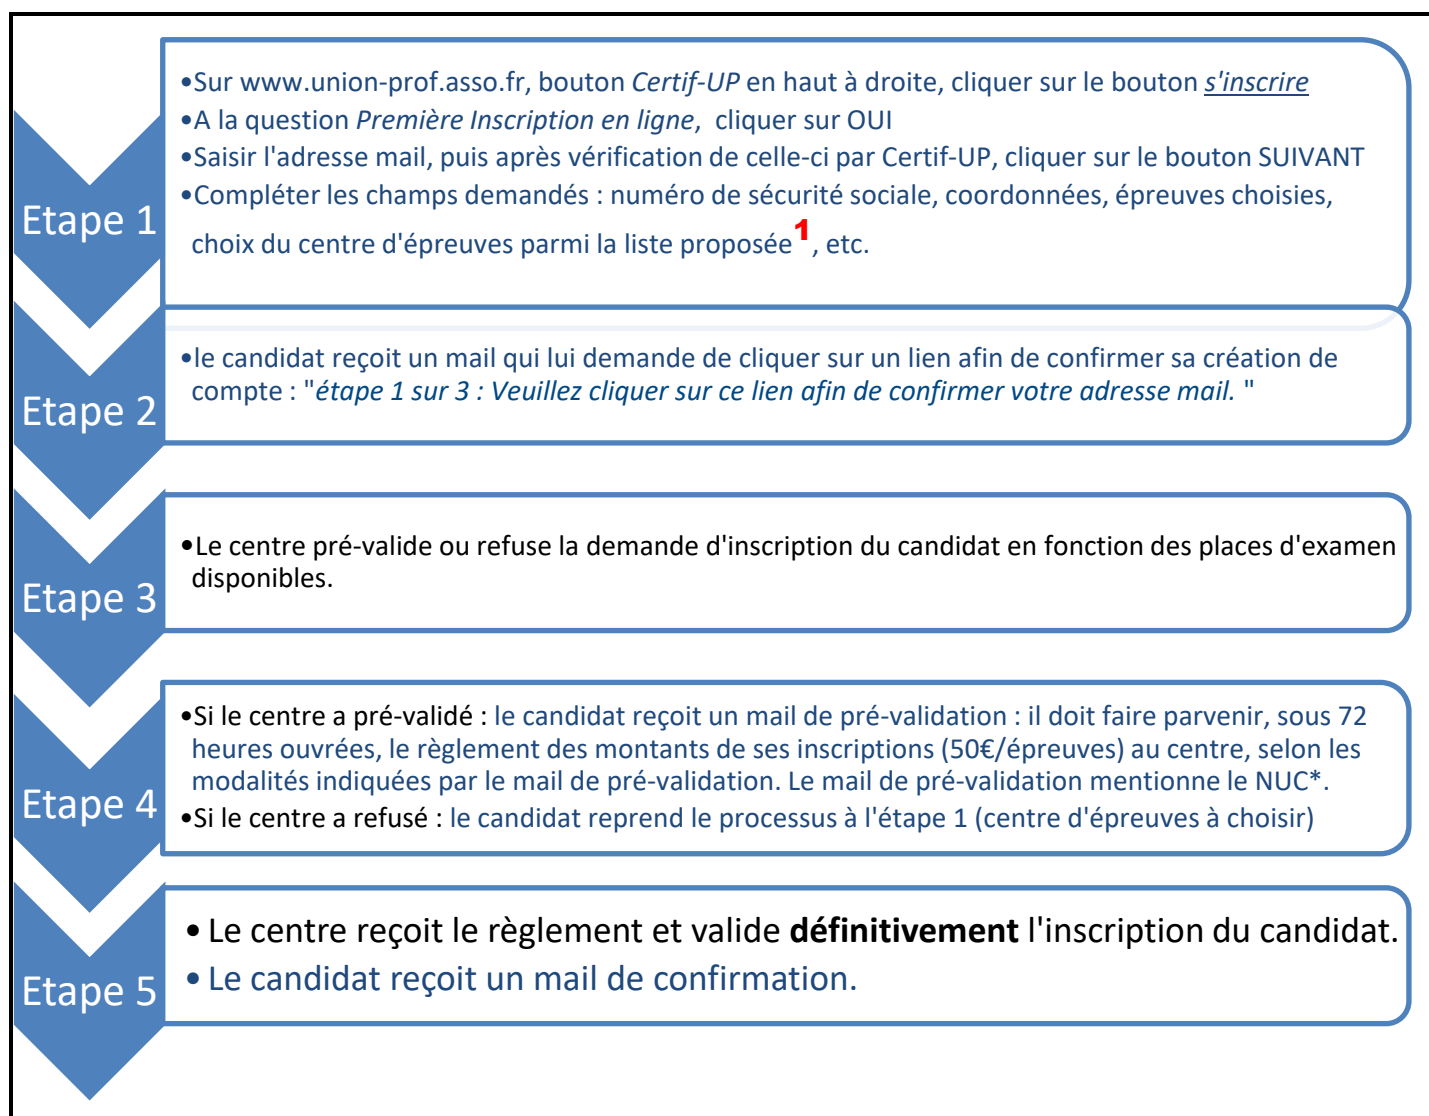 Etape 1
•Sur www.union-prof.asso.fr, bouton Certif-UP en haut à droite, cliquer sur le bouton s'inscrire
•A la question Première Inscription en ligne, cliquer sur OUI
•Saisir l'adresse mail, puis après vérification de celle-ci par Certif-UP, cliquer sur le bouton SUIVANT
•Compléter les champs demandés : numéro de sécurité sociale, coordonnées, épreuves choisies,
choix du centre d'épreuves parmi la liste proposée1, etc.
Etape 2
•le candidat reçoit un mail qui lui demande de cliquer sur un lien afin de confirmer sa création de
compte : "étape 1 sur 3 : Veuillez cliquer sur ce lien afin de confirmer votre adresse mail. "
Etape 3
•Le centre pré-valide ou refuse la demande d'inscription du candidat en fonction des places d'examen
disponibles.
Etape 4
•Si le centre a pré-validé : le candidat reçoit un mail de pré-validation : il doit faire parvenir, sous 72
heures ouvrées, le règlement des montants de ses inscriptions (50€/épreuves) au centre, selon les
modalités indiquées par le mail de pré-validation. Le mail de pré-validation mentionne le NUC*.
•Si le centre a refusé : le candidat reprend le processus à l'étape 1 (centre d'épreuves à choisir)
Etape 5
•Le centre reçoit le règlement et valide définitivement l'inscription du candidat.
•Le candidat reçoit un mail de confirmation.